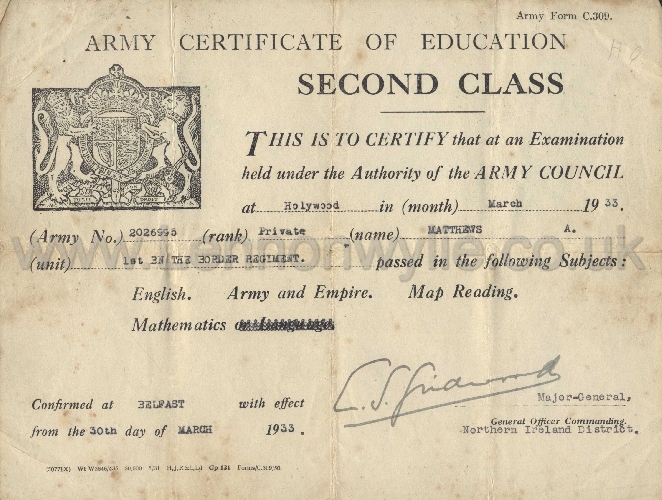 Army Form C.309.
ARMY CERTIFICATE OF EDUCATION
SECOND CLASS
THIS IS TO CERTIFY that at an Examination
held under the Authority of the ARMY COUNCIL
at Holywood in (month) March 1933.
(Army No.) 2026995 (rank) Private (name) MATTHEWS A.
(unit) 1st BN THE BORDER REGIMENT. passed in the following Subjects:
English. Army and Empire. Map Reading.
Mathematics or Language.
Confirmed at BELFAST with effect
from the 30th day of MARCH 1933.
Major-General,
General Officer Commanding.
Northern Ireland District.
Gp 121